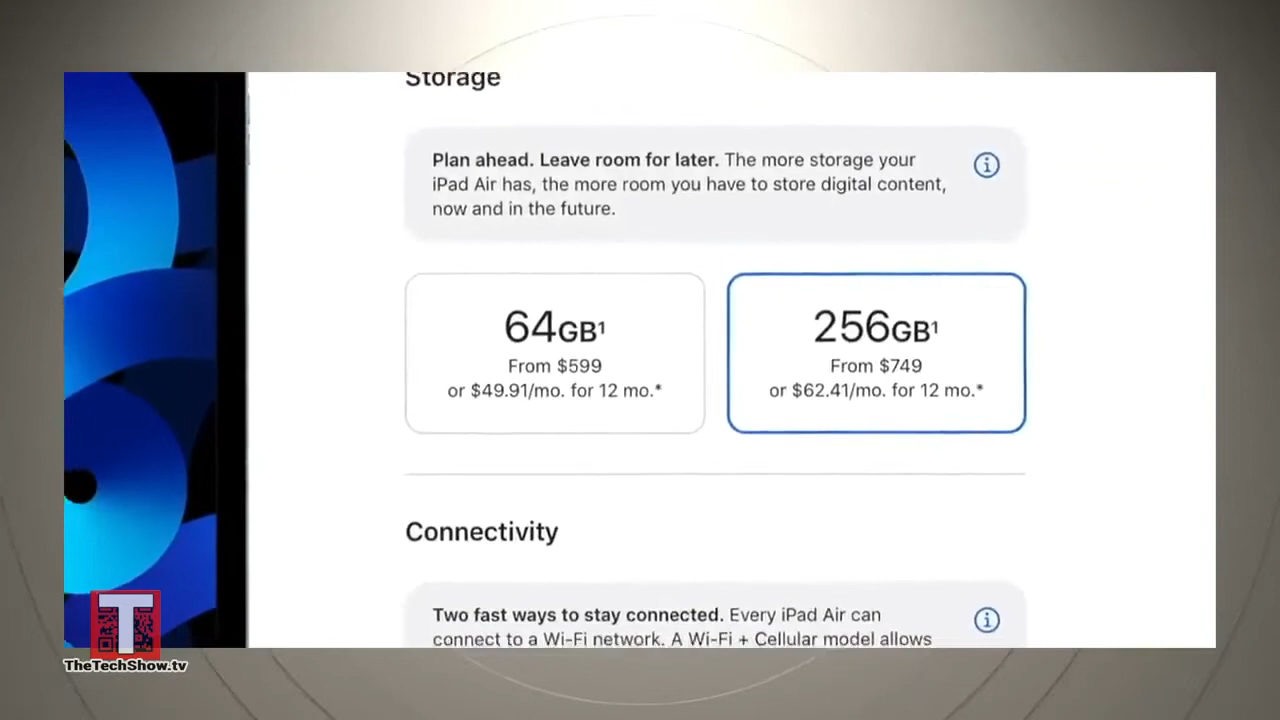 Storage
Plan ahead. Leave room for later. The more storage your
iPad Air has, the more room you have to store digital content,
now and in the future.
64GB¹
From $599
or $49.91/mo. for 12 mo.*
256GB¹
From $749
or $62.41/mo. for 12 mo.*
Connectivity
Two fast ways to stay connected. Every iPad Air can
connect to a Wi-Fi network. A Wi-Fi + Cellular model allows
T
TheTechShow.tv